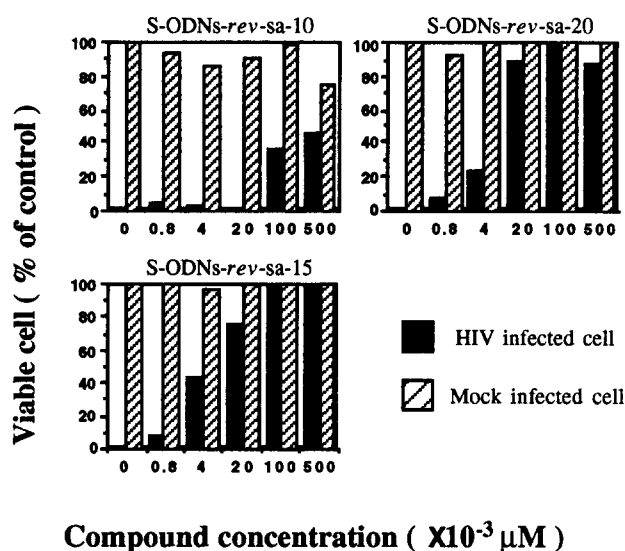 S-ODNs-rev-sa-10
S-ODNs-rev-sa-20
Viable cell ( % of control)
100
80
60
40
20
0
0 0.8 4 20 100 500
100
80
60
40
20
0
0 0.8 4 20 100 500
S-ODNs-rev-sa-15
100
80
60
40
20
0
0 0.8 4 20 100 500
HIV infected cell
Mock infected cell
Compound concentration ( X10⁻³ μM )